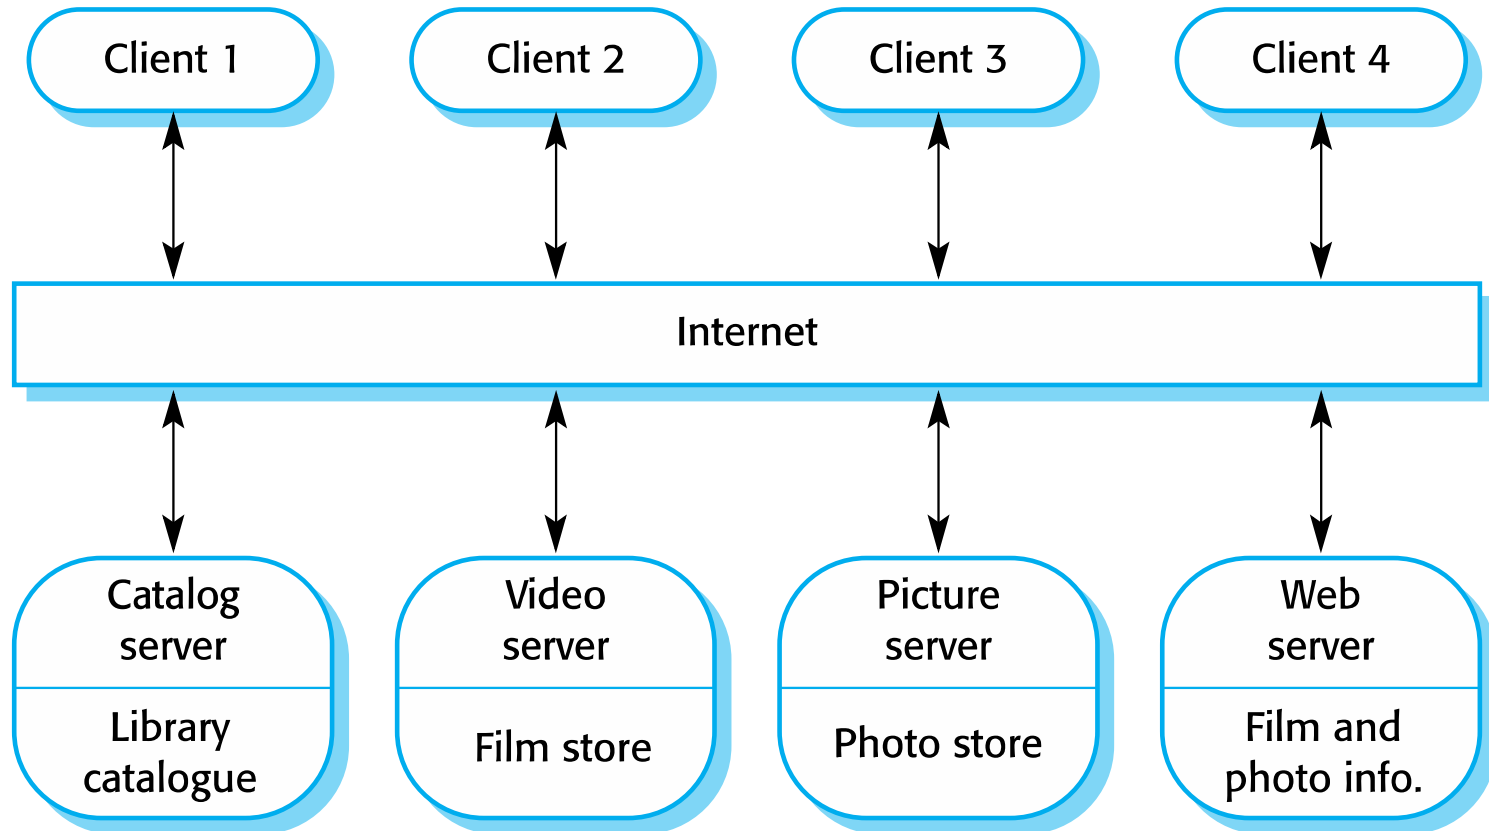 Client 1
Client 2
Client 3
Client 4
Internet
Catalog
server
Library
catalogue
Video
server
Film store
Picture
server
Photo store
Web
server
Film and
photo info.